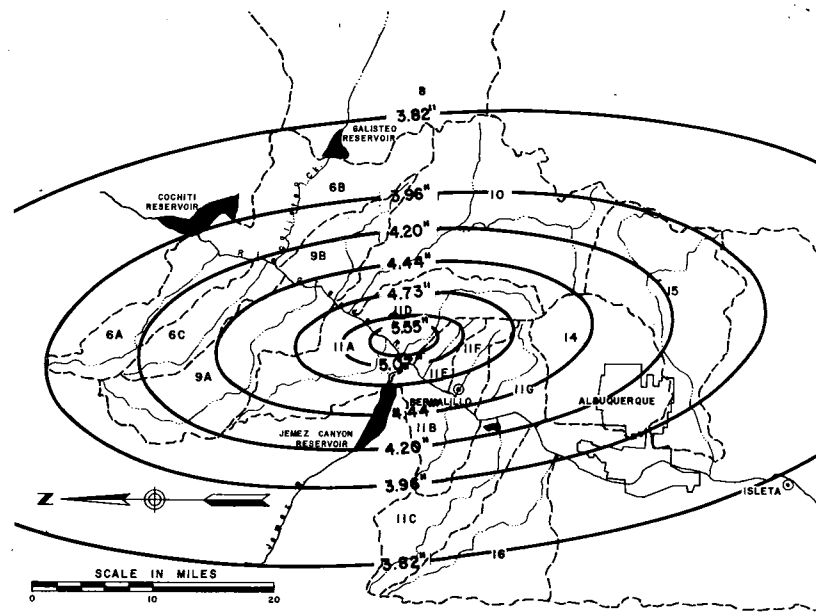 8
3.82"
GALISTEO
RESERVOIR
6B
COCHITI
RESERVOIR
3.96"
10
4.20"
9B
4.44"
4.73"
15
11D
5.55"
6A
6C
11A
11F
14
5.07"
9A
11E
11G
BERNALILLO
ALBUQUERQUE
4.44"
JEMEZ CANYON
RESERVOIR
11B
4.20"
3.96"
N
ISLETA
11C
16
3.82"
SCALE IN MILES
0
10
20